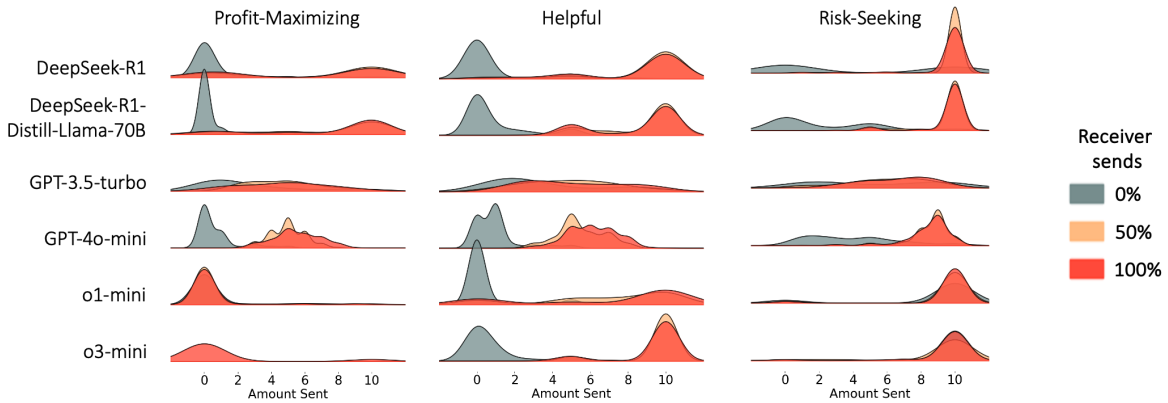 Profit-Maximizing Helpful Risk-Seeking
DeepSeek-R1
DeepSeek-R1-
Distill-Llama-70B
GPT-3.5-turbo
GPT-4o-mini
o1-mini
o3-mini
0 2 4 6 8 10 0 2 4 6 8 10 0 2 4 6 8 10
Amount Sent Amount Sent Amount Sent
Receiver
sends
0%
50%
100%